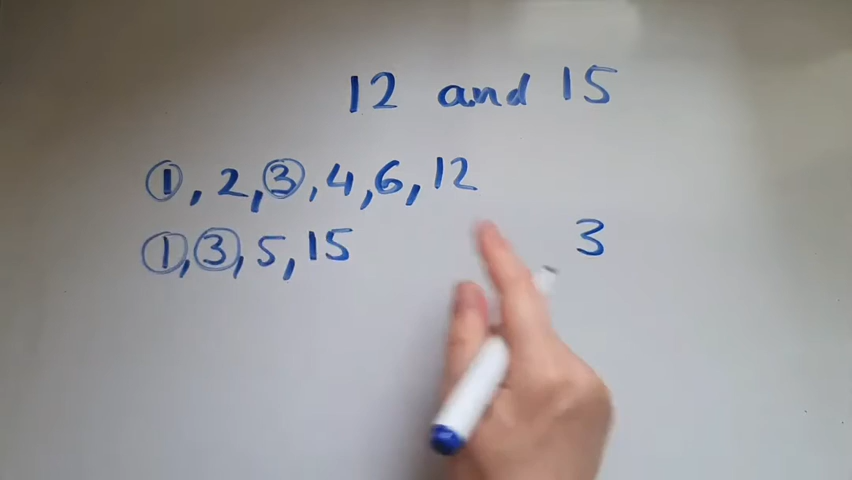 12 and 15
1, 2, 3, 4, 6, 12
1, 3, 5, 15
3